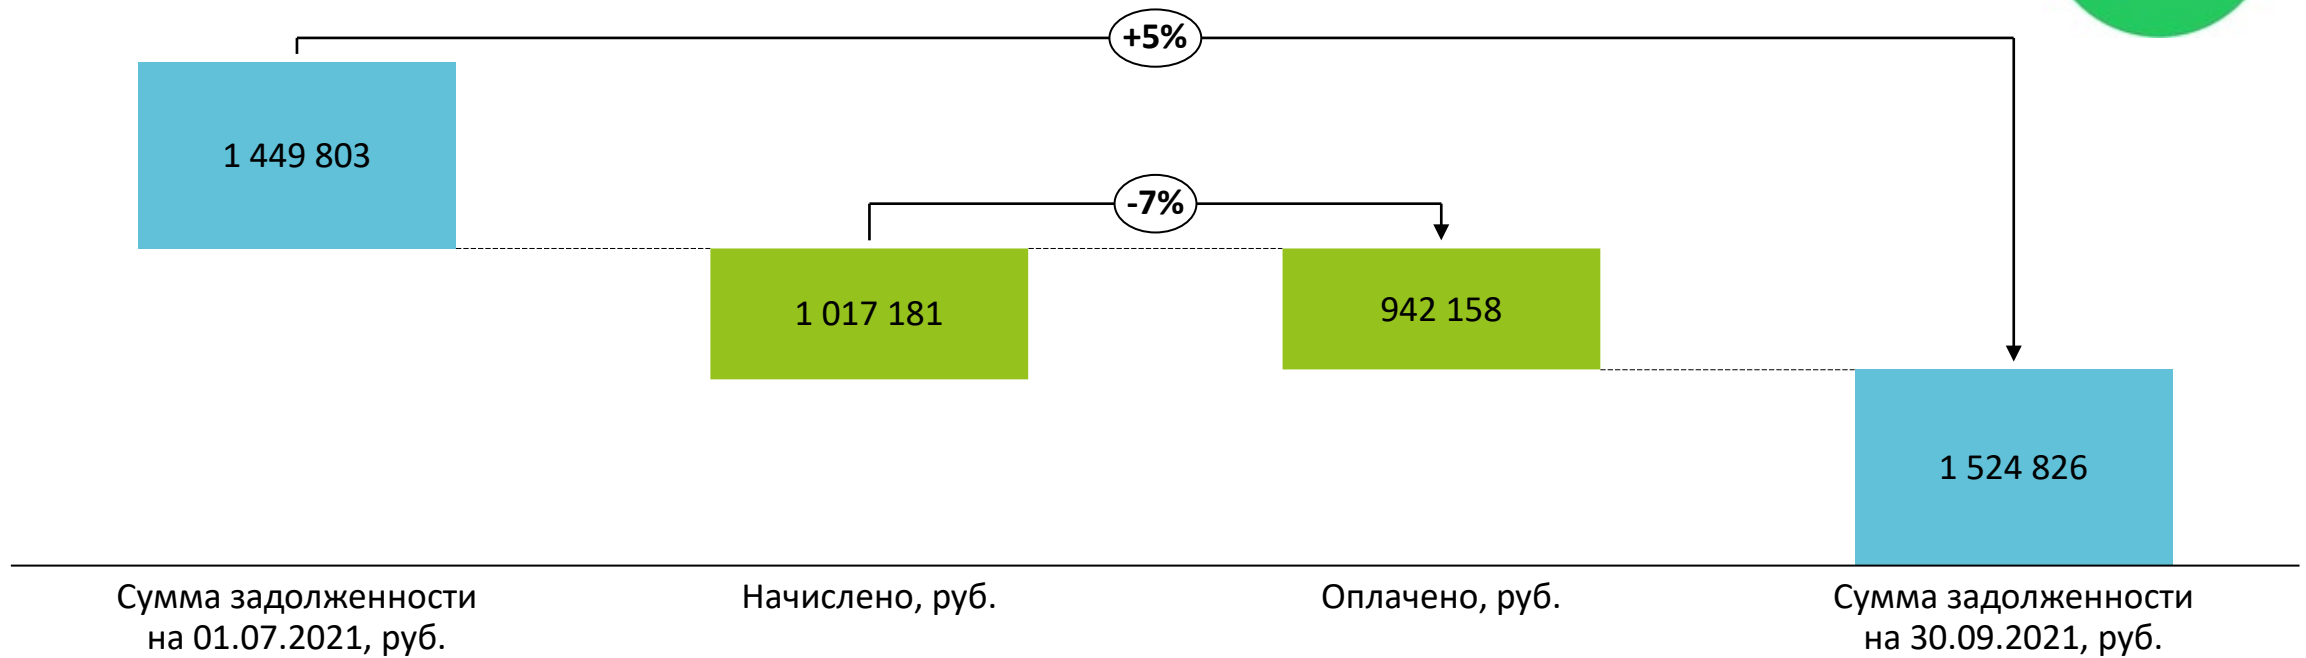 +5%
1 449 803
-7%
1 017 181
942 158
1 524 826
Сумма задолженности
на 01.07.2021, руб.
Начислено, руб.
Оплачено, руб.
Сумма задолженности
на 30.09.2021, руб.